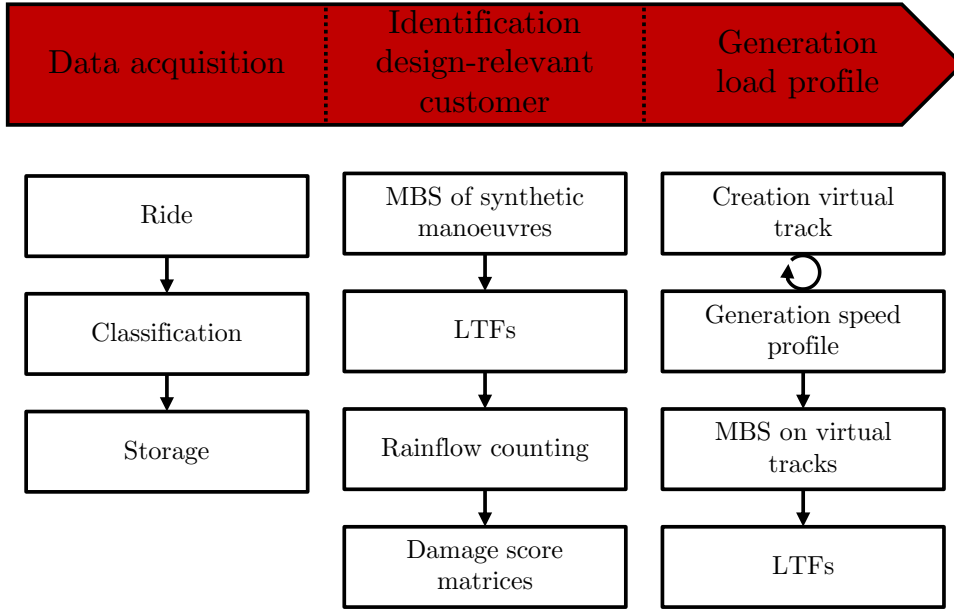 Data acquisition
Identification
design-relevant
customer
Generation
load profile
Ride
Classification
Storage
MBS of synthetic
manoeuvres
LTFs
Rainflow counting
Damage score
matrices
Creation virtual
track
Generation speed
profile
MBS on virtual
tracks
LTFs